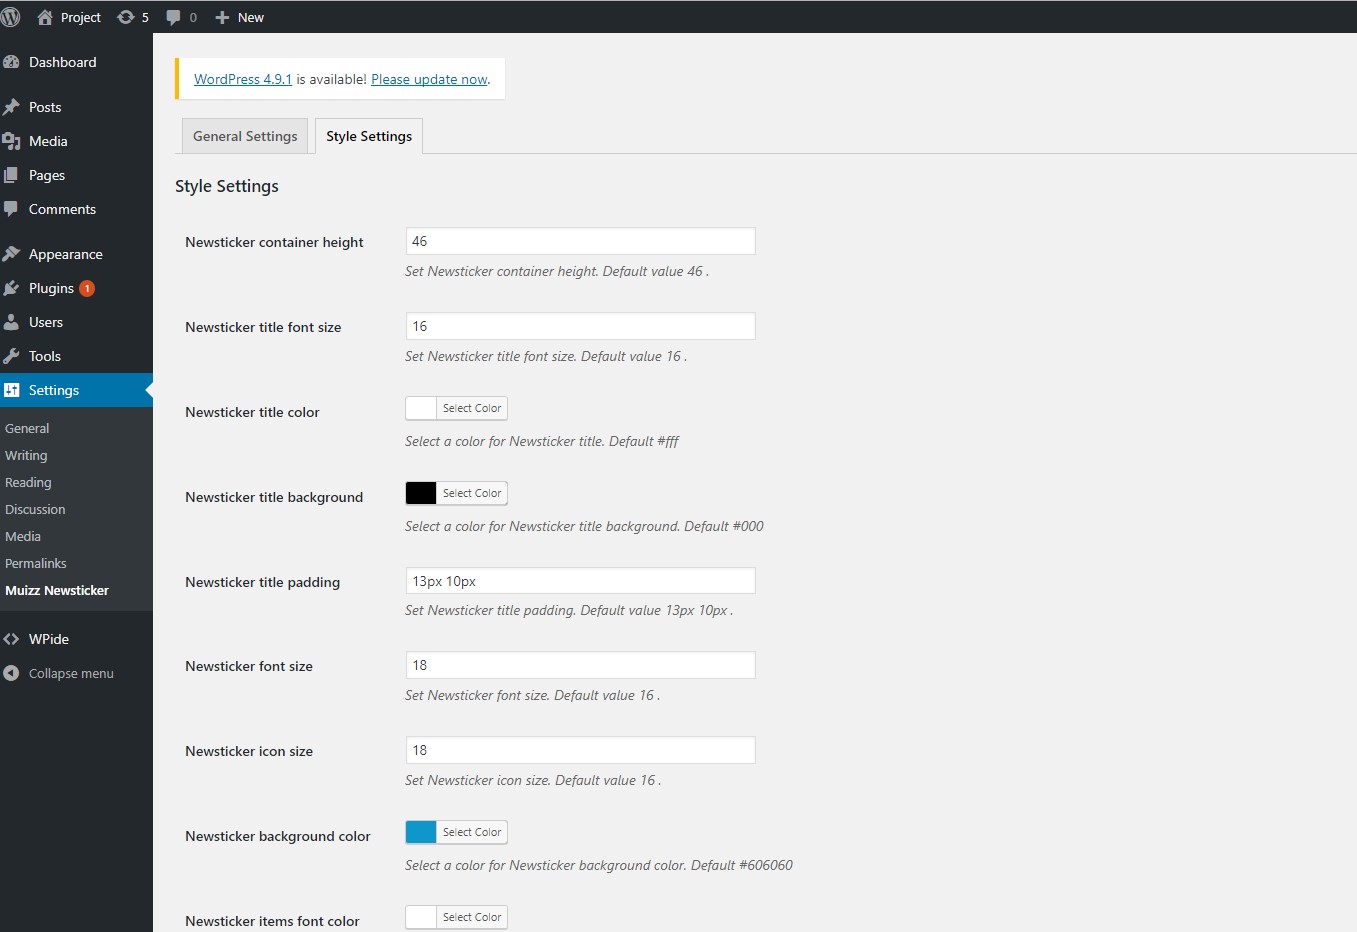 Project 5 0 New
Dashboard
Posts
Media
Pages
Comments
Appearance
Plugins 1
Users
Tools
Settings
General
Writing
Reading
Discussion
Media
Permalinks
Muizz Newsticker
WPide
Collapse menu
WordPress 4.9.1 is available! Please update now.
General Settings Style Settings
Style Settings
Newsticker container height 46
Set Newsticker container height. Default value 46 .
Newsticker title font size 16
Set Newsticker title font size. Default value 16 .
Newsticker title color Select Color
Select a color for Newsticker title. Default #fff
Newsticker title background Select Color
Select a color for Newsticker title background. Default #000
Newsticker title padding 13px 10px
Set Newsticker title padding. Default value 13px 10px .
Newsticker font size 18
Set Newsticker font size. Default value 16 .
Newsticker icon size 18
Set Newsticker icon size. Default value 16 .
Newsticker background color Select Color
Select a color for Newsticker background color. Default #606060
Newsticker items font color Select Color